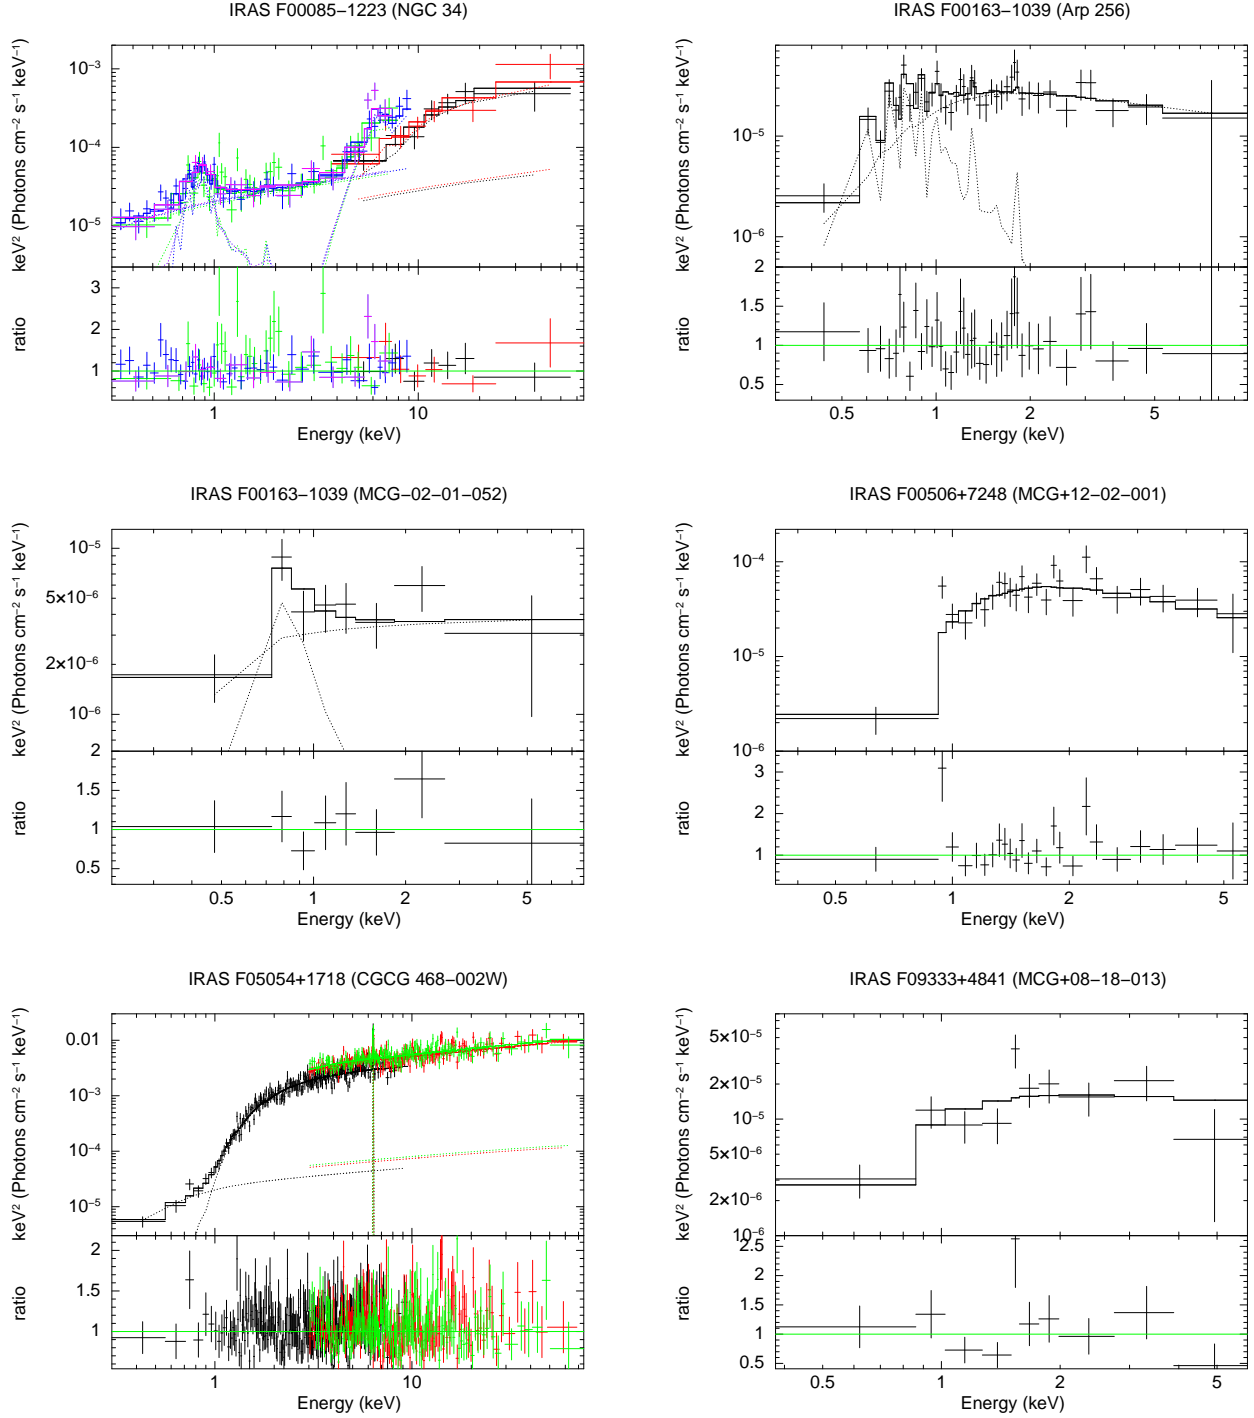 IRAS F00085−1223 (NGC 34)
keV² (Photons cm⁻² s⁻¹ keV⁻¹)
10⁻³
10⁻⁴
10⁻⁵
ratio
3
2
1
1 10
Energy (keV)
IRAS F00163−1039 (Arp 256)
keV² (Photons cm⁻² s⁻¹ keV⁻¹)
10⁻⁵
10⁻⁶
ratio
2
1.5
1
0.5
0.5 1 2 5
Energy (keV)
IRAS F00163−1039 (MCG−02−01−052)
keV² (Photons cm⁻² s⁻¹ keV⁻¹)
10⁻⁵
5×10⁻⁶
2×10⁻⁶
10⁻⁶
ratio
2
1.5
1
0.5
0.5 1 2 5
Energy (keV)
IRAS F00506+7248 (MCG+12−02−001)
keV² (Photons cm⁻² s⁻¹ keV⁻¹)
10⁻⁴
10⁻⁵
10⁻⁶
ratio
3
2
1
1 2 5
Energy (keV)
IRAS F05054+1718 (CGCG 468−002W)
keV² (Photons cm⁻² s⁻¹ keV⁻¹)
0.01
10⁻³
10⁻⁴
10⁻⁵
ratio
2
1.5
1
1 10
Energy (keV)
IRAS F09333+4841 (MCG+08−18−013)
keV² (Photons cm⁻² s⁻¹ keV⁻¹)
5×10⁻⁵
2×10⁻⁵
10⁻⁵
5×10⁻⁶
2×10⁻⁶
10⁻⁶
ratio
2.5
2
1.5
1
0.5
0.5 1 2 5
Energy (keV)